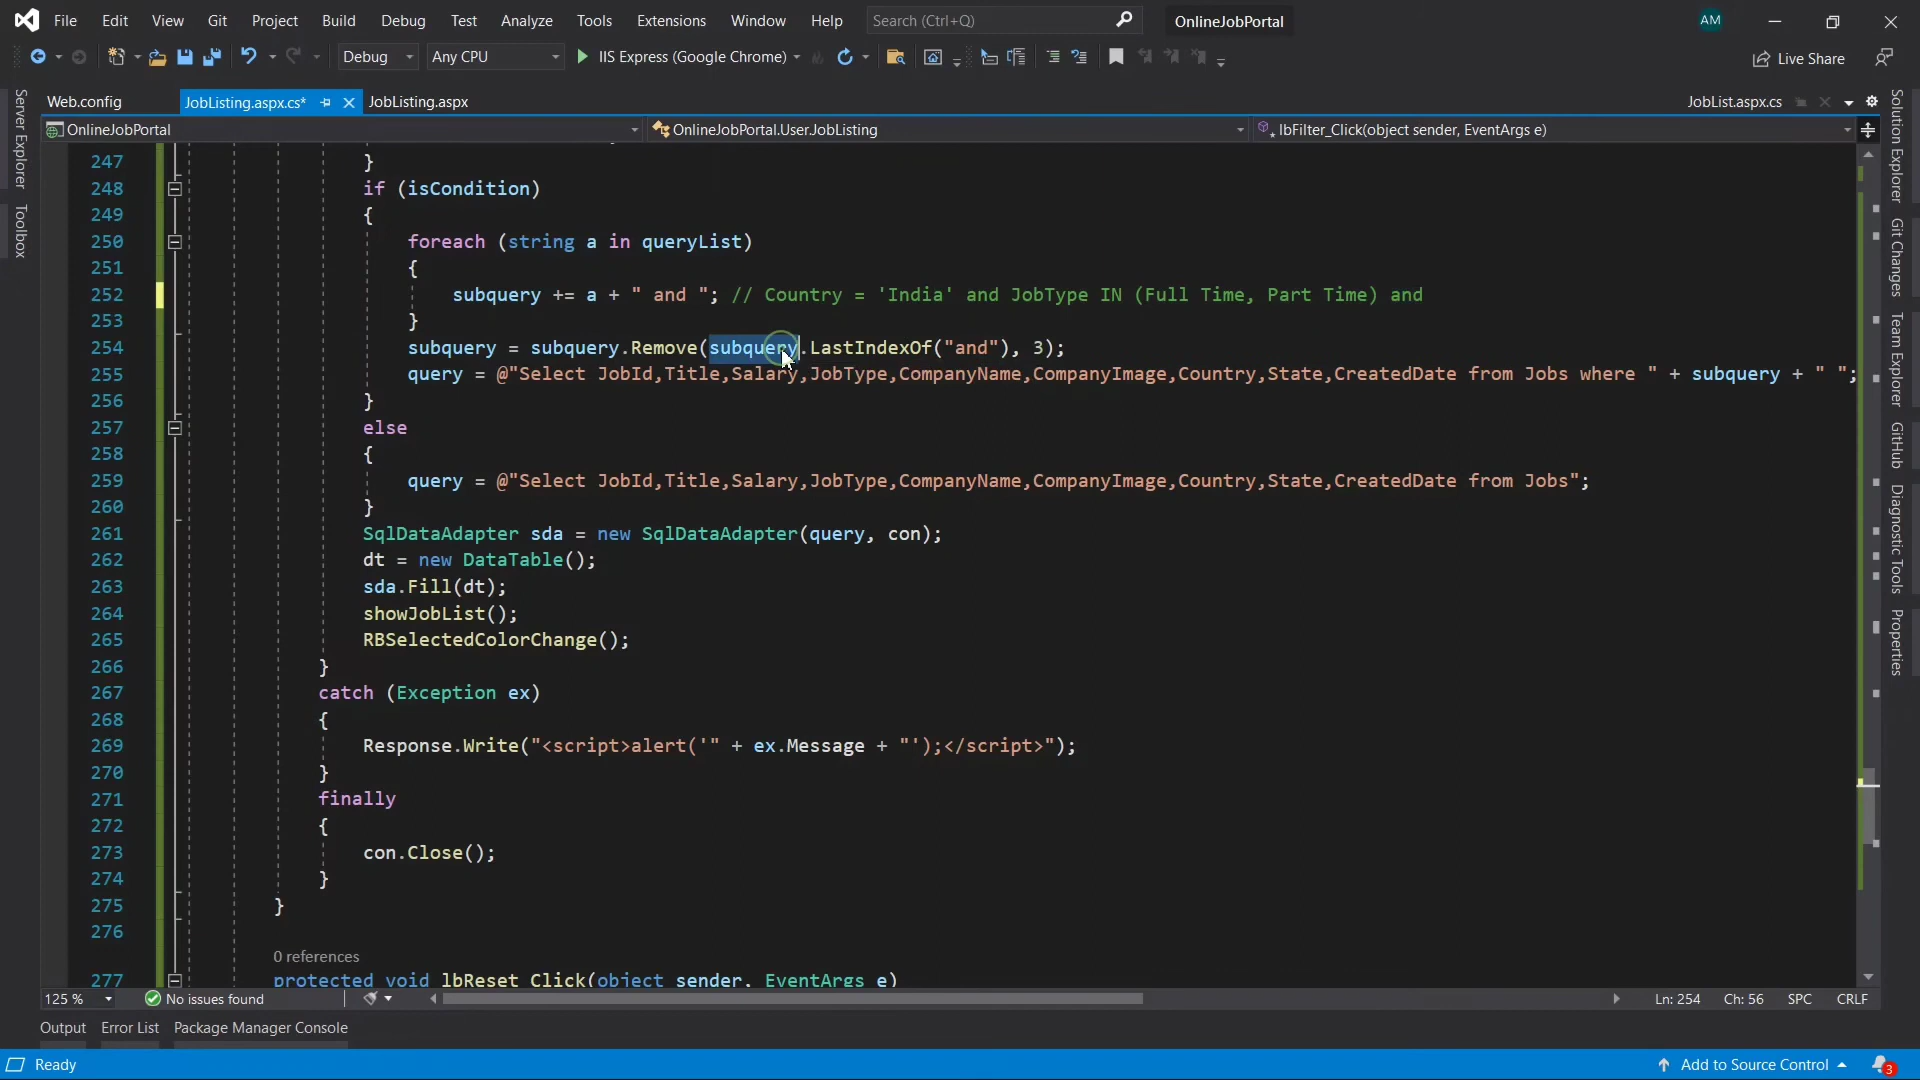 File Edit View Git Project Build Debug Test Analyze Tools Extensions Window Help Search (Ctrl+Q) OnlineJobPortal AM
Debug Any CPU IIS Express (Google Chrome) Live Share
Web.config JobListing.aspx.cs* JobListing.aspx JobList.aspx.cs
OnlineJobPortal OnlineJobPortal.User.JobListing lbFilter_Click(object sender, EventArgs e)
Server Explorer
Toolbox
247 }
248 if (isCondition)
249 {
250 foreach (string a in queryList)
251 {
252 subquery += a + " and "; // Country = 'India' and JobType IN (Full Time, Part Time) and
253 }
254 subquery = subquery.Remove(subquery.LastIndexOf("and"), 3);
255 query = @"Select JobId,Title,Salary,JobType,CompanyName,CompanyImage,Country,State,CreatedDate from Jobs where " + subquery + " ";
256 }
257 else
258 {
259 query = @"Select JobId,Title,Salary,JobType,CompanyName,CompanyImage,Country,State,CreatedDate from Jobs";
260 }
261 SqlDataAdapter sda = new SqlDataAdapter(query, con);
262 dt = new DataTable();
263 sda.Fill(dt);
264 showJobList();
265 RBSelectedColorChange();
266 }
267 catch (Exception ex)
268 {
269 Response.Write("<script>alert('" + ex.Message + "');</script>");
270 }
271 finally
272 {
273 con.Close();
274 }
275 }
276
0 references
277 protected void lbReset_Click(object sender, EventArgs e)
Solution Explorer
Git Changes
Team Explorer
GitHub
Diagnostic Tools
Properties
125 % No issues found Ln: 254 Ch: 56 SPC CRLF
Output Error List Package Manager Console
Ready Add to Source Control 3